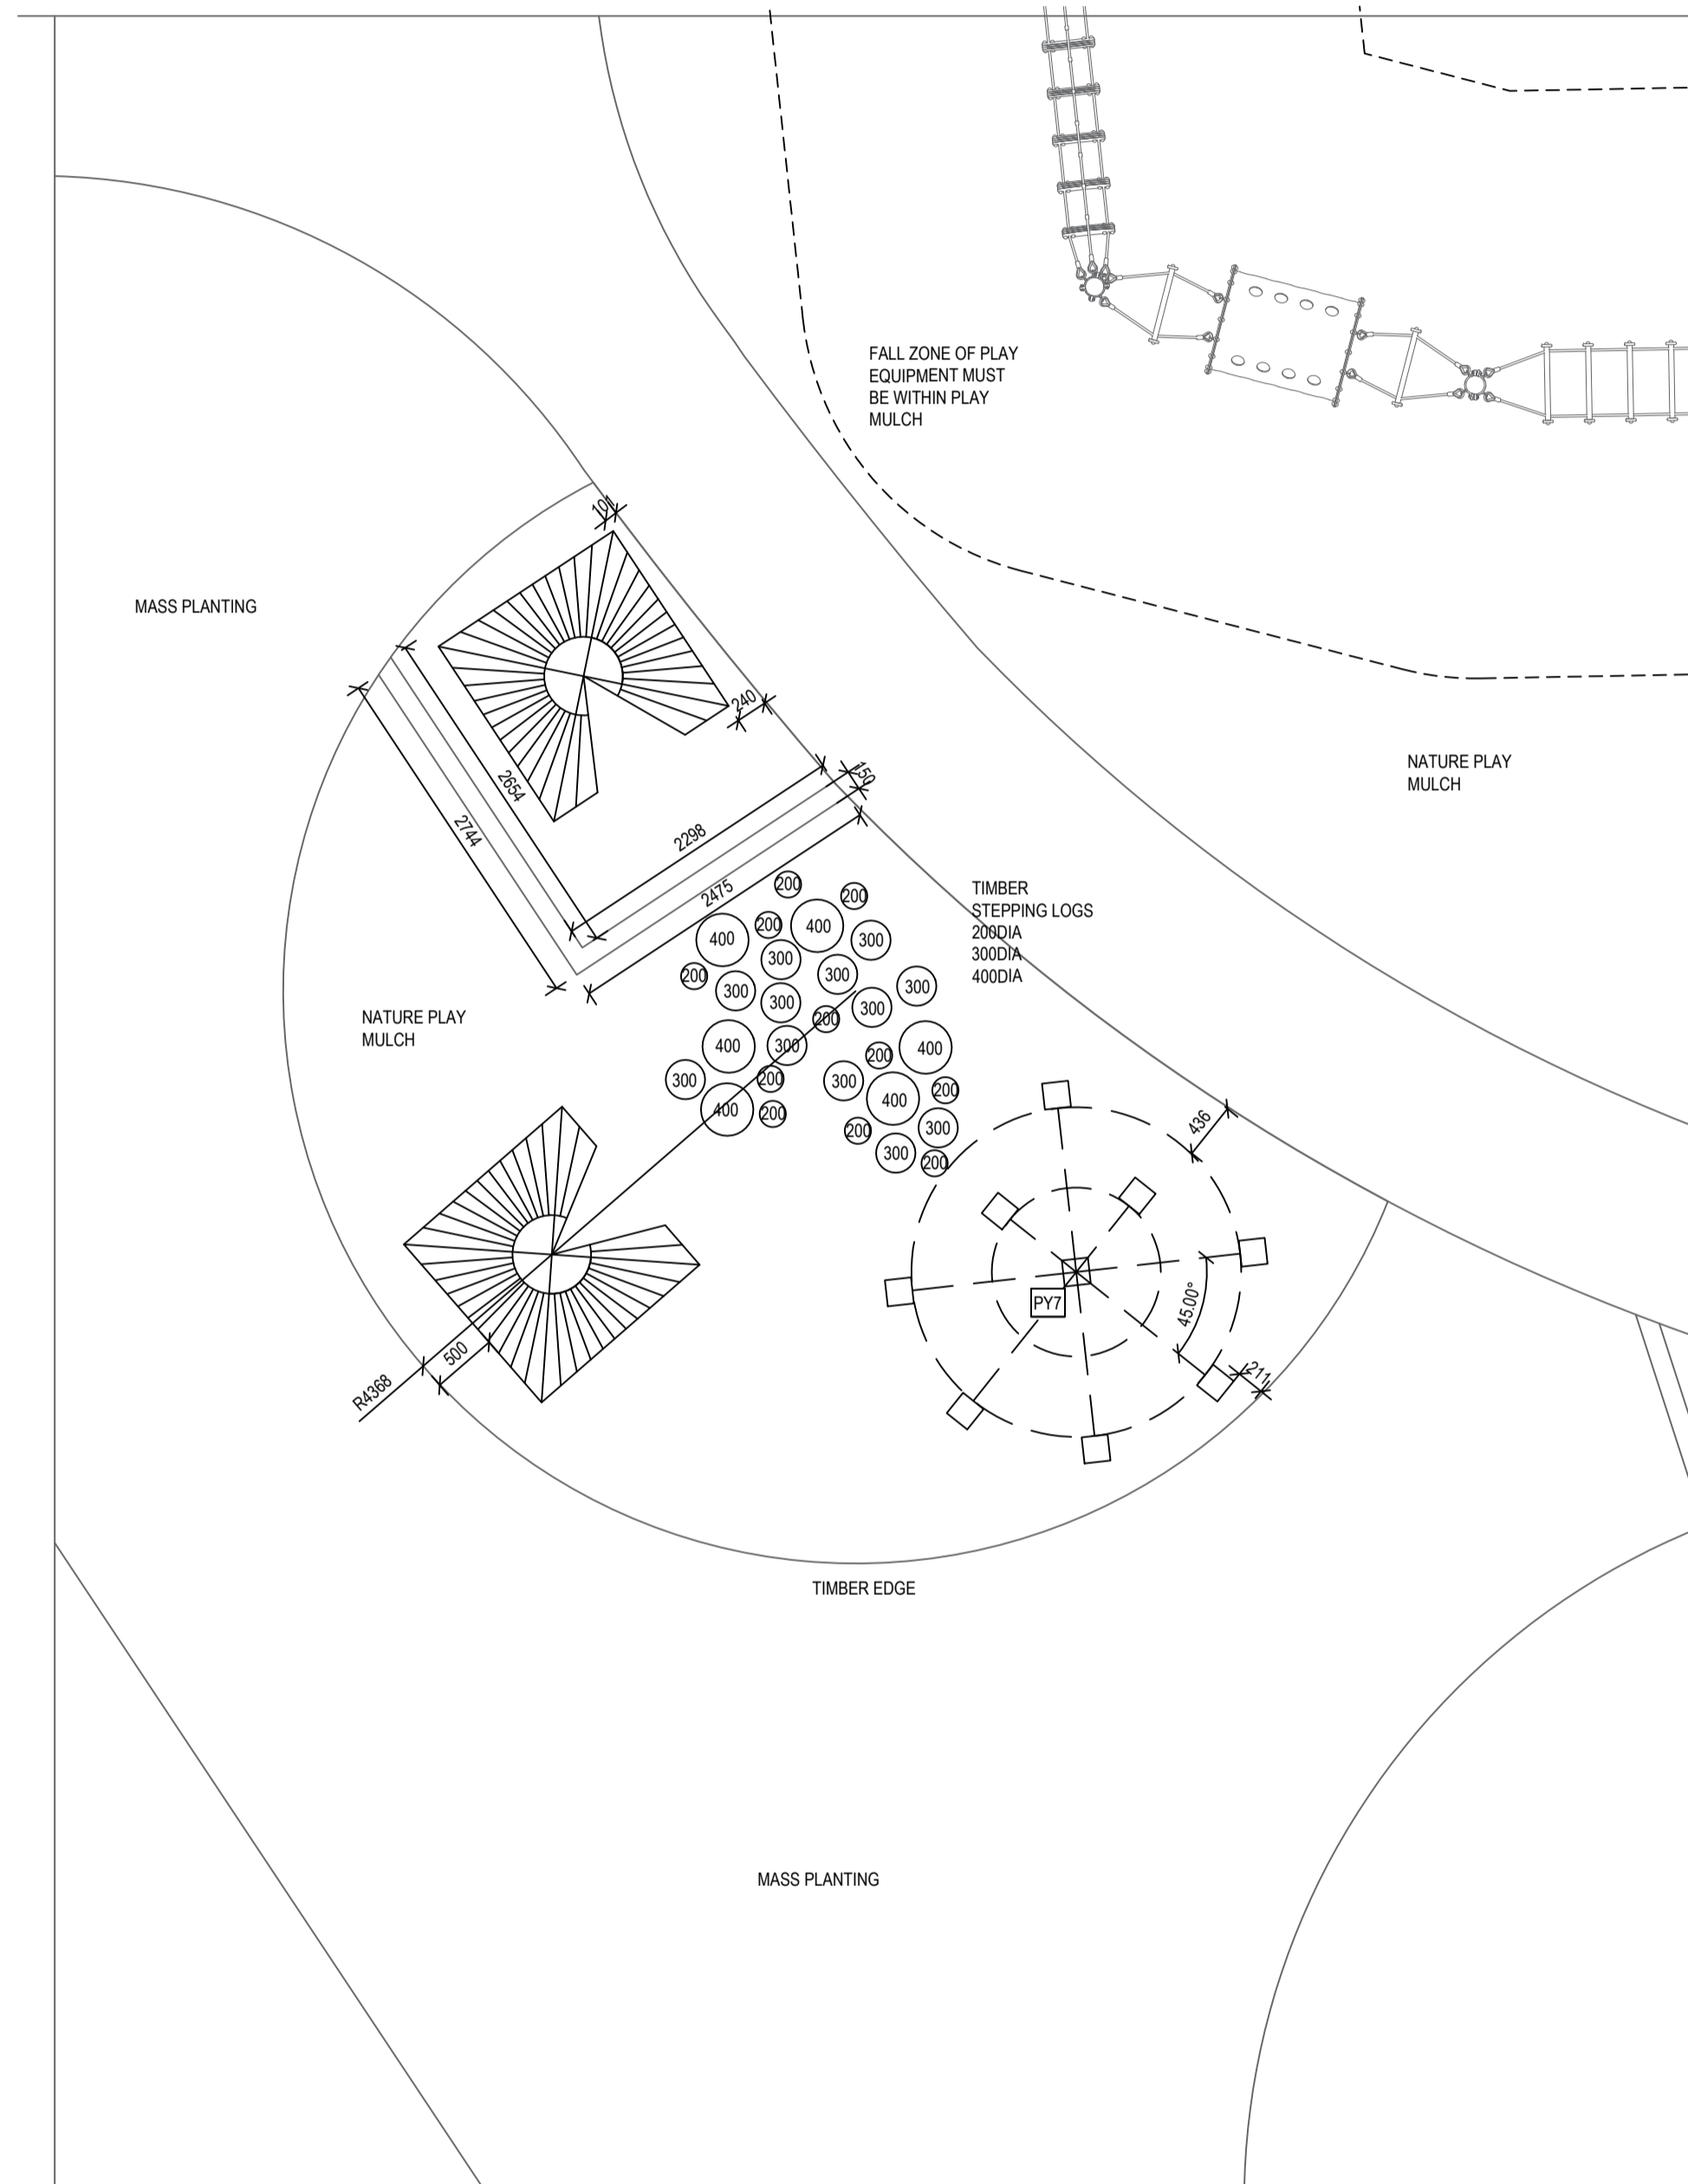 FALL ZONE OF PLAY
EQUIPMENT MUST
BE WITHIN PLAY
MULCH
101
MASS PLANTING
240
NATURE PLAY
MULCH
150
2654
2744
2298
2475
TIMBER
STEPPING LOGS
200DIA
300DIA
400DIA
200
200
200
400
400
300
300
200
300
300
300
300
300
200
400
300
400
200
300
200
300
200
400
400
200
200
300
300
200
NATURE PLAY
MULCH
436
PY7
45.00°
211
500
R4368
TIMBER EDGE
MASS PLANTING